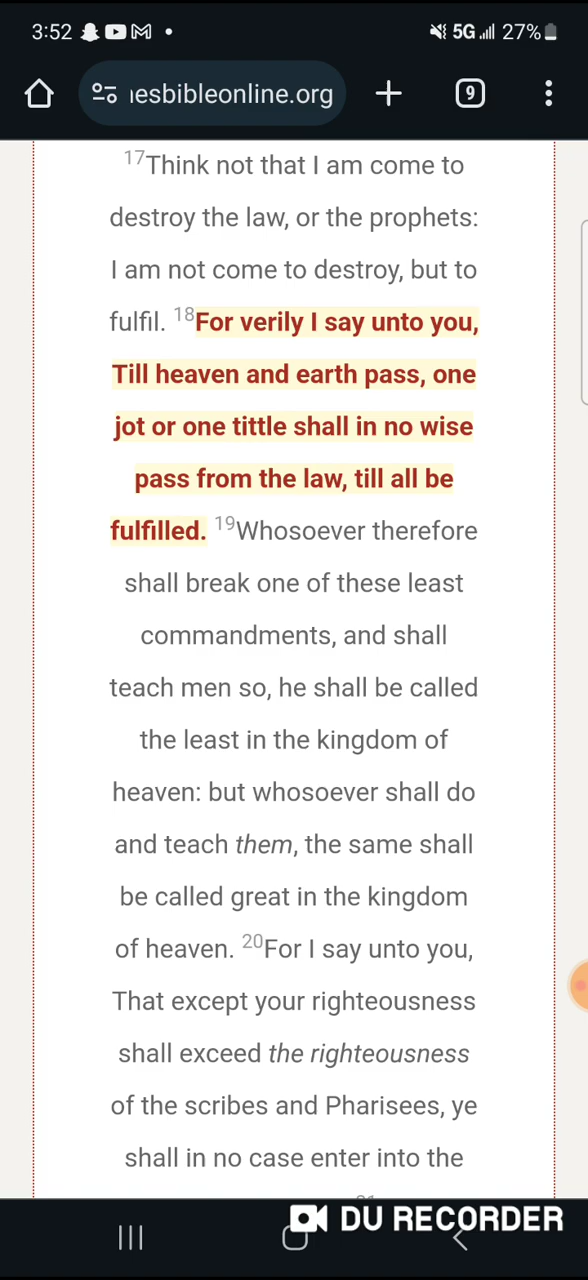 3:52 5G 27%
nesbibleonline.org + 9
17Think not that I am come to
destroy the law, or the prophets:
I am not come to destroy, but to
fulfil. 18For verily I say unto you,
Till heaven and earth pass, one
jot or one tittle shall in no wise
pass from the law, till all be
fulfilled. 19Whosoever therefore
shall break one of these least
commandments, and shall
teach men so, he shall be called
the least in the kingdom of
heaven: but whosoever shall do
and teach them, the same shall
be called great in the kingdom
of heaven. 20For I say unto you,
That except your righteousness
shall exceed the righteousness
of the scribes and Pharisees, ye
shall in no case enter into the
DU RECORDER